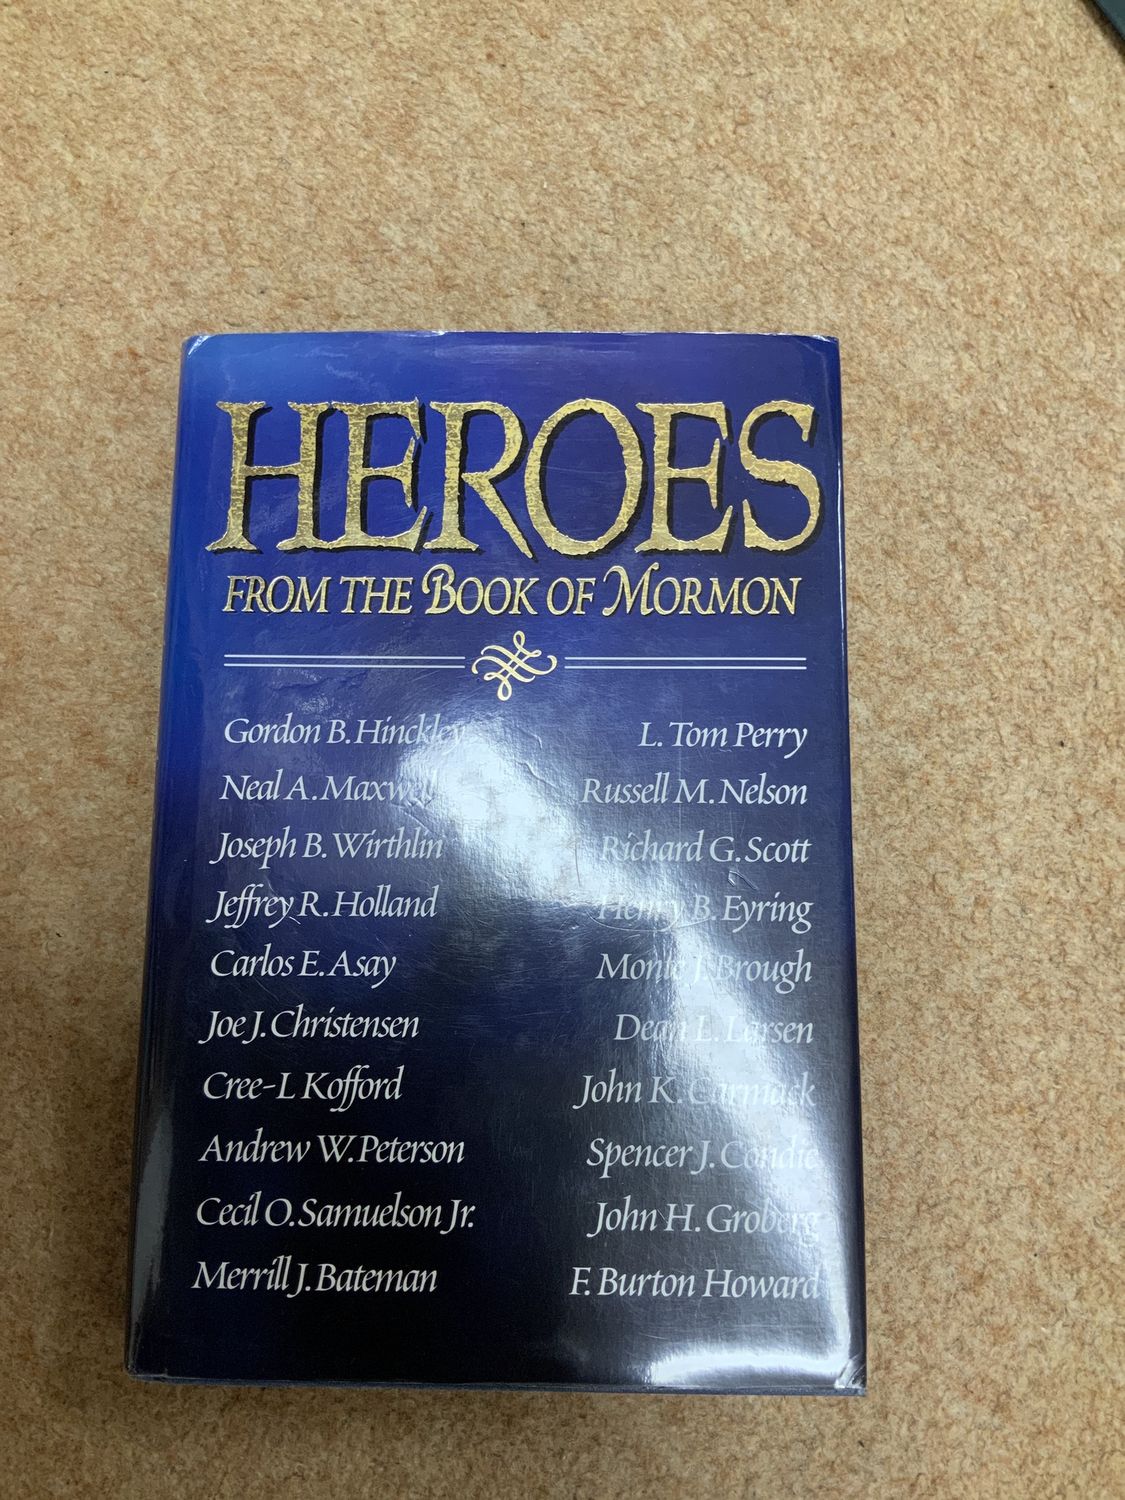 HEROES
FROM THE BOOK OF MORMON
Gordon B. Hinckley
L. Tom Perry
Neal A. Maxwell
Russell M. Nelson
Joseph B. Wirthlin
Richard G. Scott
Jeffrey R. Holland
Henry B. Eyring
Carlos E. Asay
Monte J. Brough
Joe J. Christensen
Dean L. Larsen
Cree-L Kofford
John K. Carmack
Andrew W. Peterson
Spencer J. Condie
Cecil O. Samuelson Jr.
John H. Groberg
Merrill J. Bateman
F. Burton Howard